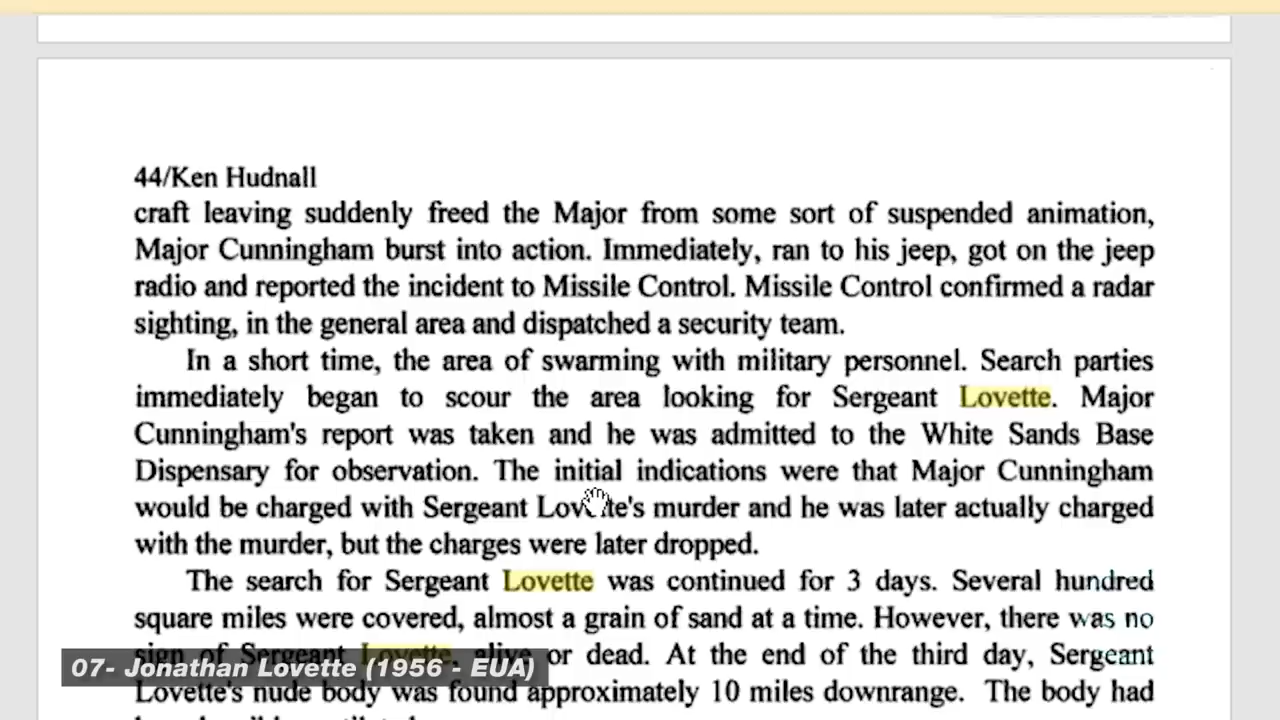 44/Ken Hudnall
craft leaving suddenly freed the Major from some sort of suspended animation,
Major Cunningham burst into action. Immediately, ran to his jeep, got on the jeep
radio and reported the incident to Missile Control. Missile Control confirmed a radar
sighting, in the general area and dispatched a security team.
In a short time, the area of swarming with military personnel. Search parties
immediately began to scour the area looking for Sergeant Lovette. Major
Cunningham's report was taken and he was admitted to the White Sands Base
Dispensary for observation. The initial indications were that Major Cunningham
would be charged with Sergeant Lovette's murder and he was later actually charged
with the murder, but the charges were later dropped.
The search for Sergeant Lovette was continued for 3 days. Several hundred
square miles were covered, almost a grain of sand at a time. However, there was no
sign of Sergeant Lovette, alive or dead. At the end of the third day, Sergeant
07- Jonathan Lovette (1956 - EUA)
Lovette's nude body was found approximately 10 miles downrange. The body had